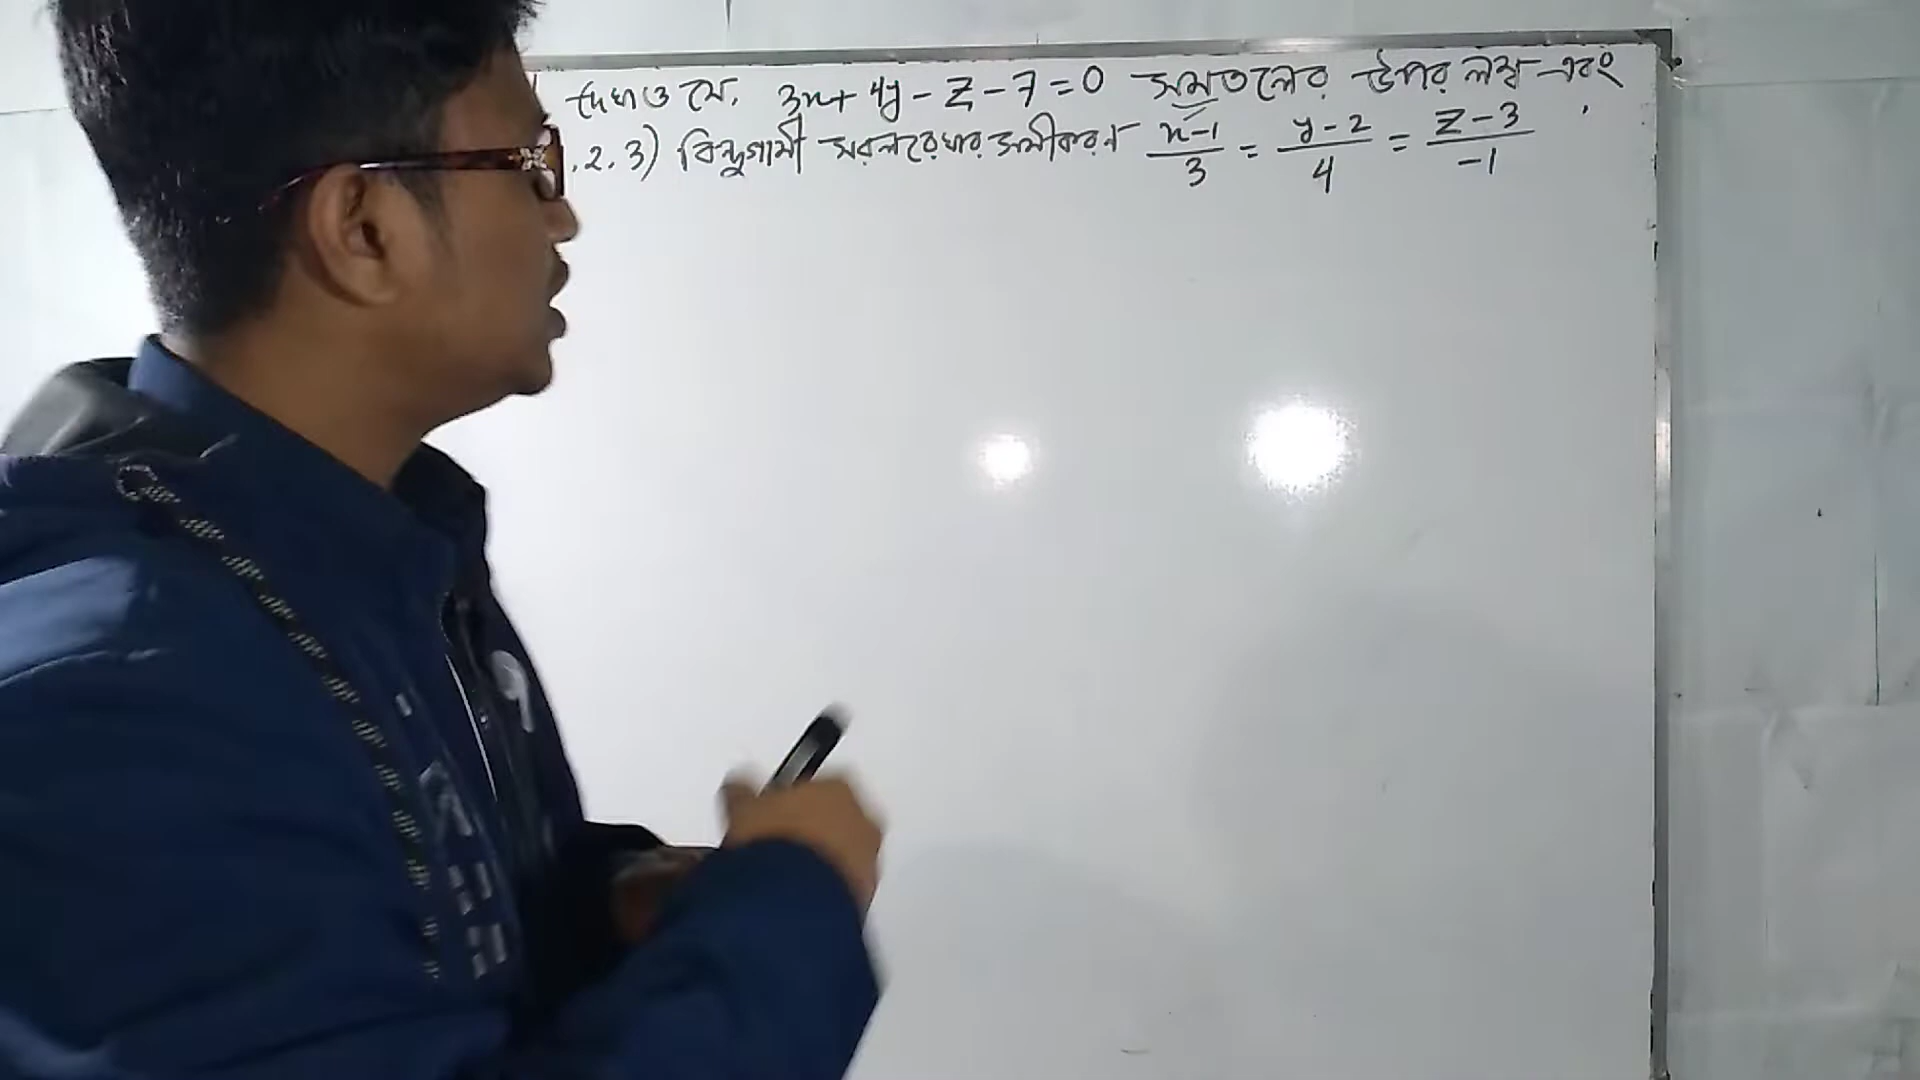 দেখাও যে, 3x + 4y - z - 7 = 0 সমতলের উপর লম্ব এবং
, 2, 3) বিন্দুগামী সরলরেখার সমীকরণ (x-1)/3 = (y-2)/4 = (z-3)/-1